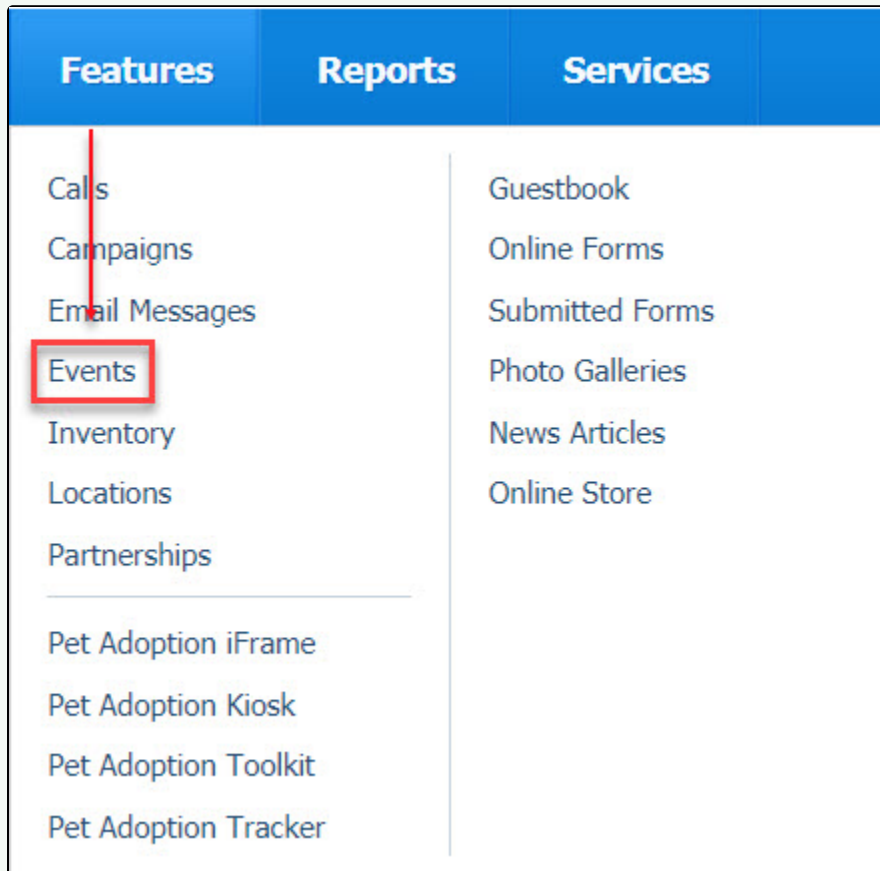 Features Reports Services
Calls
Campaigns
Email Messages
Events
Inventory
Locations
Partnerships
Pet Adoption iFrame
Pet Adoption Kiosk
Pet Adoption Toolkit
Pet Adoption Tracker
Guestbook
Online Forms
Submitted Forms
Photo Galleries
News Articles
Online Store